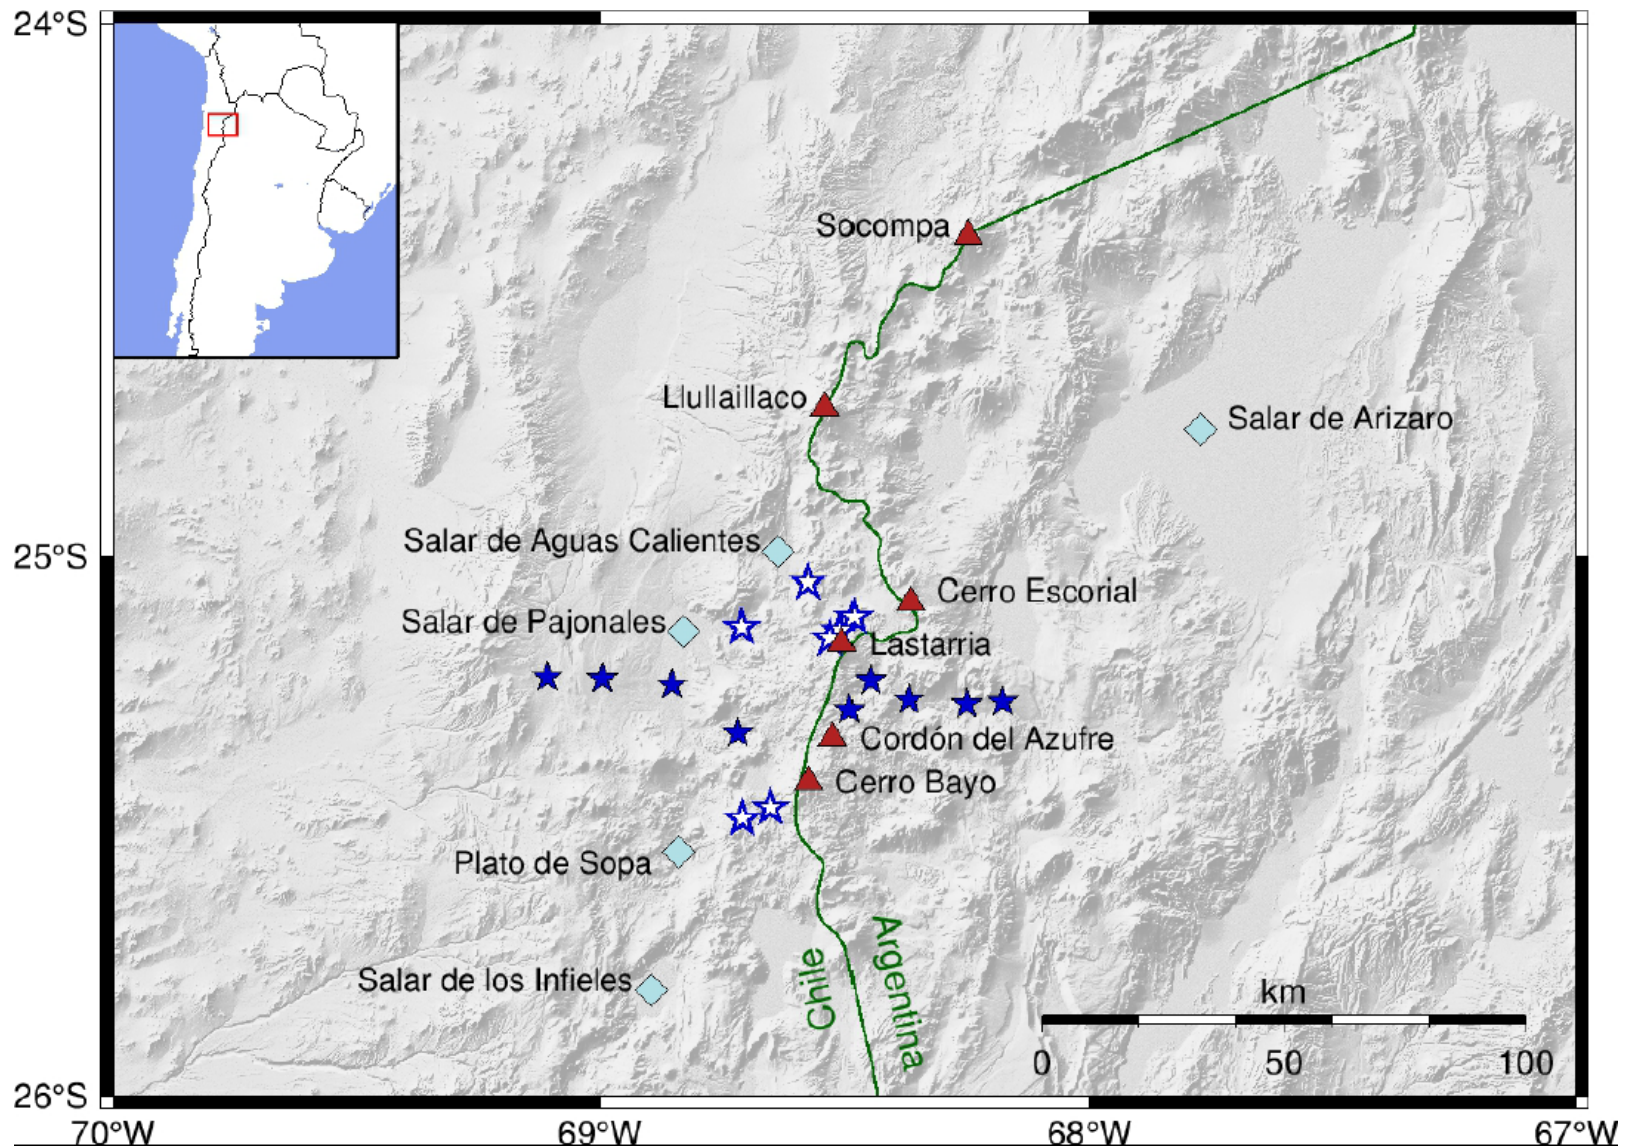 24°S
Socompa
Llullaillaco
Salar de Arizaro
Salar de Aguas Calientes
25°S
Cerro Escorial
Salar de Pajonales
Lastarria
Cordón del Azufre
Cerro Bayo
Plato de Sopa
Salar de los Infieles
Chile
Argentina
km
0 50 100
26°S
70°W 69°W 68°W 67°W